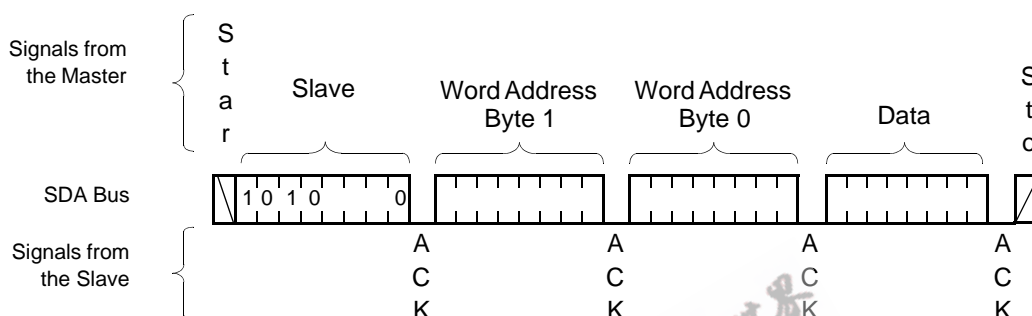 Signals from
the Master
S
t
a
r
Slave
Word Address
Byte 1
Word Address
Byte 0
Data
S
t
SDA Bus
1 0 1 0 0
Signals from
the Slave
A
C
K
A
C
K
A
C
K
A
C
K